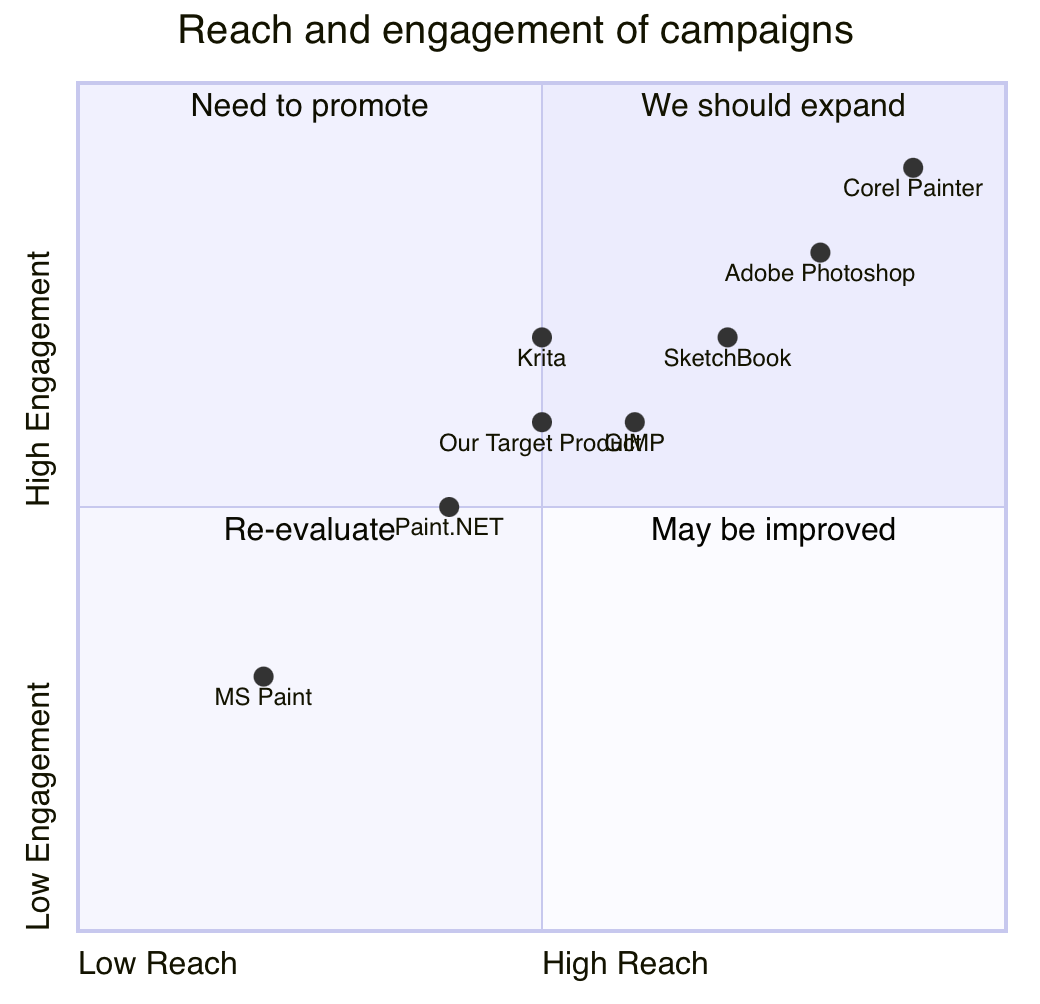 Reach and engagement of campaigns
Need to promote
We should expand
Corel Painter
Adobe Photoshop
Krita
SketchBook
Our Target Product
GIMP
High Engagement
Re-evaluate
Paint.NET
May be improved
MS Paint
Low Engagement
Low Reach
High Reach